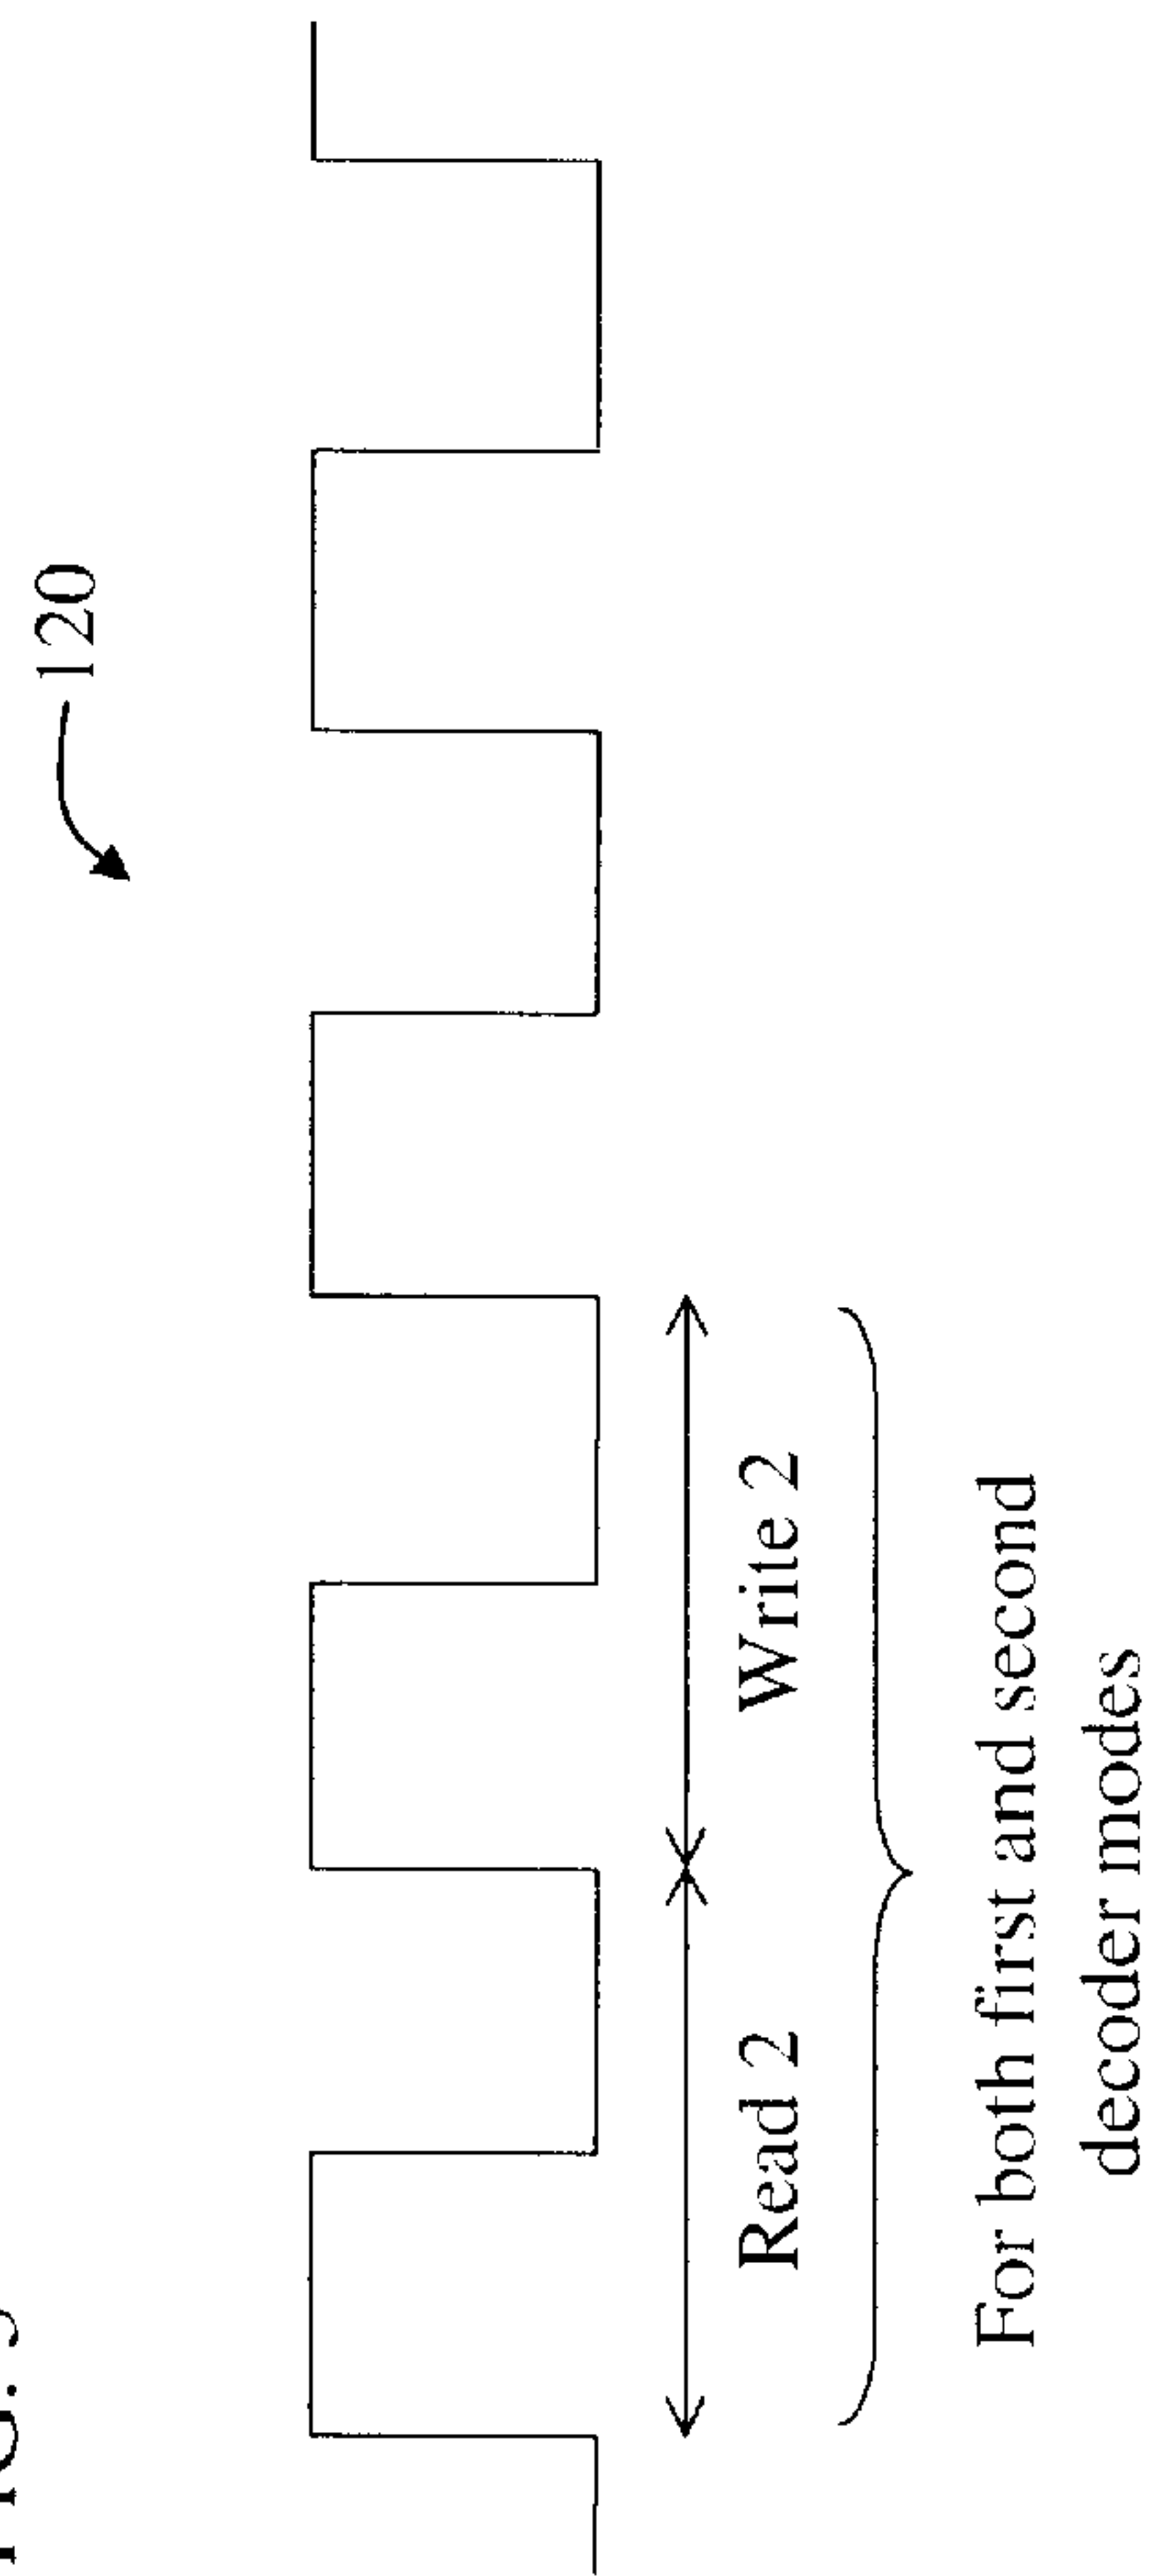 120
Read 2 Write 2
For both first and second
decoder modes